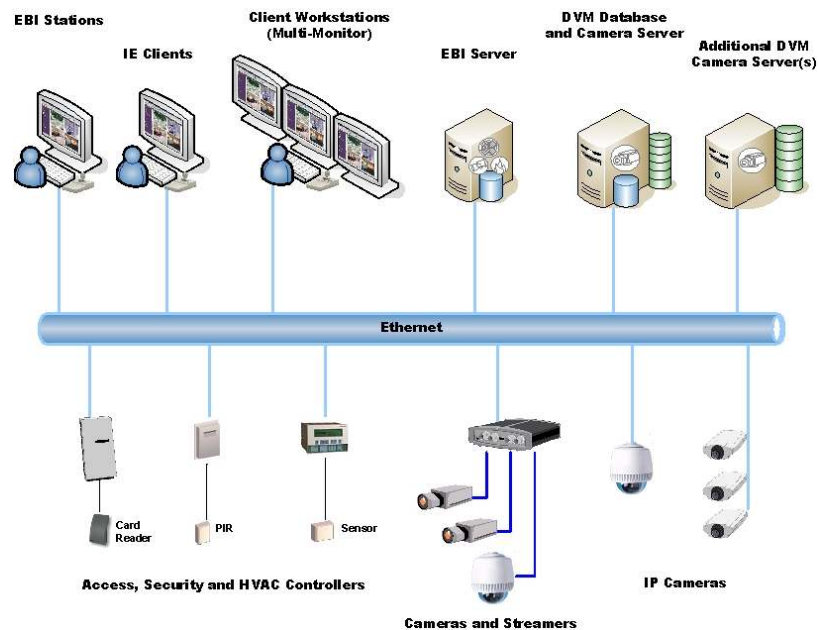 EBI Stations
IE Clients
Client Workstations
(Multi-Monitor)
EBI Server
DVM Database
and Camera Server
Additional DVM
Camera Server(s)
Ethernet
Card
Reader
PIR
Sensor
Access, Security and HVAC Controllers
Cameras and Streamers
IP Cameras